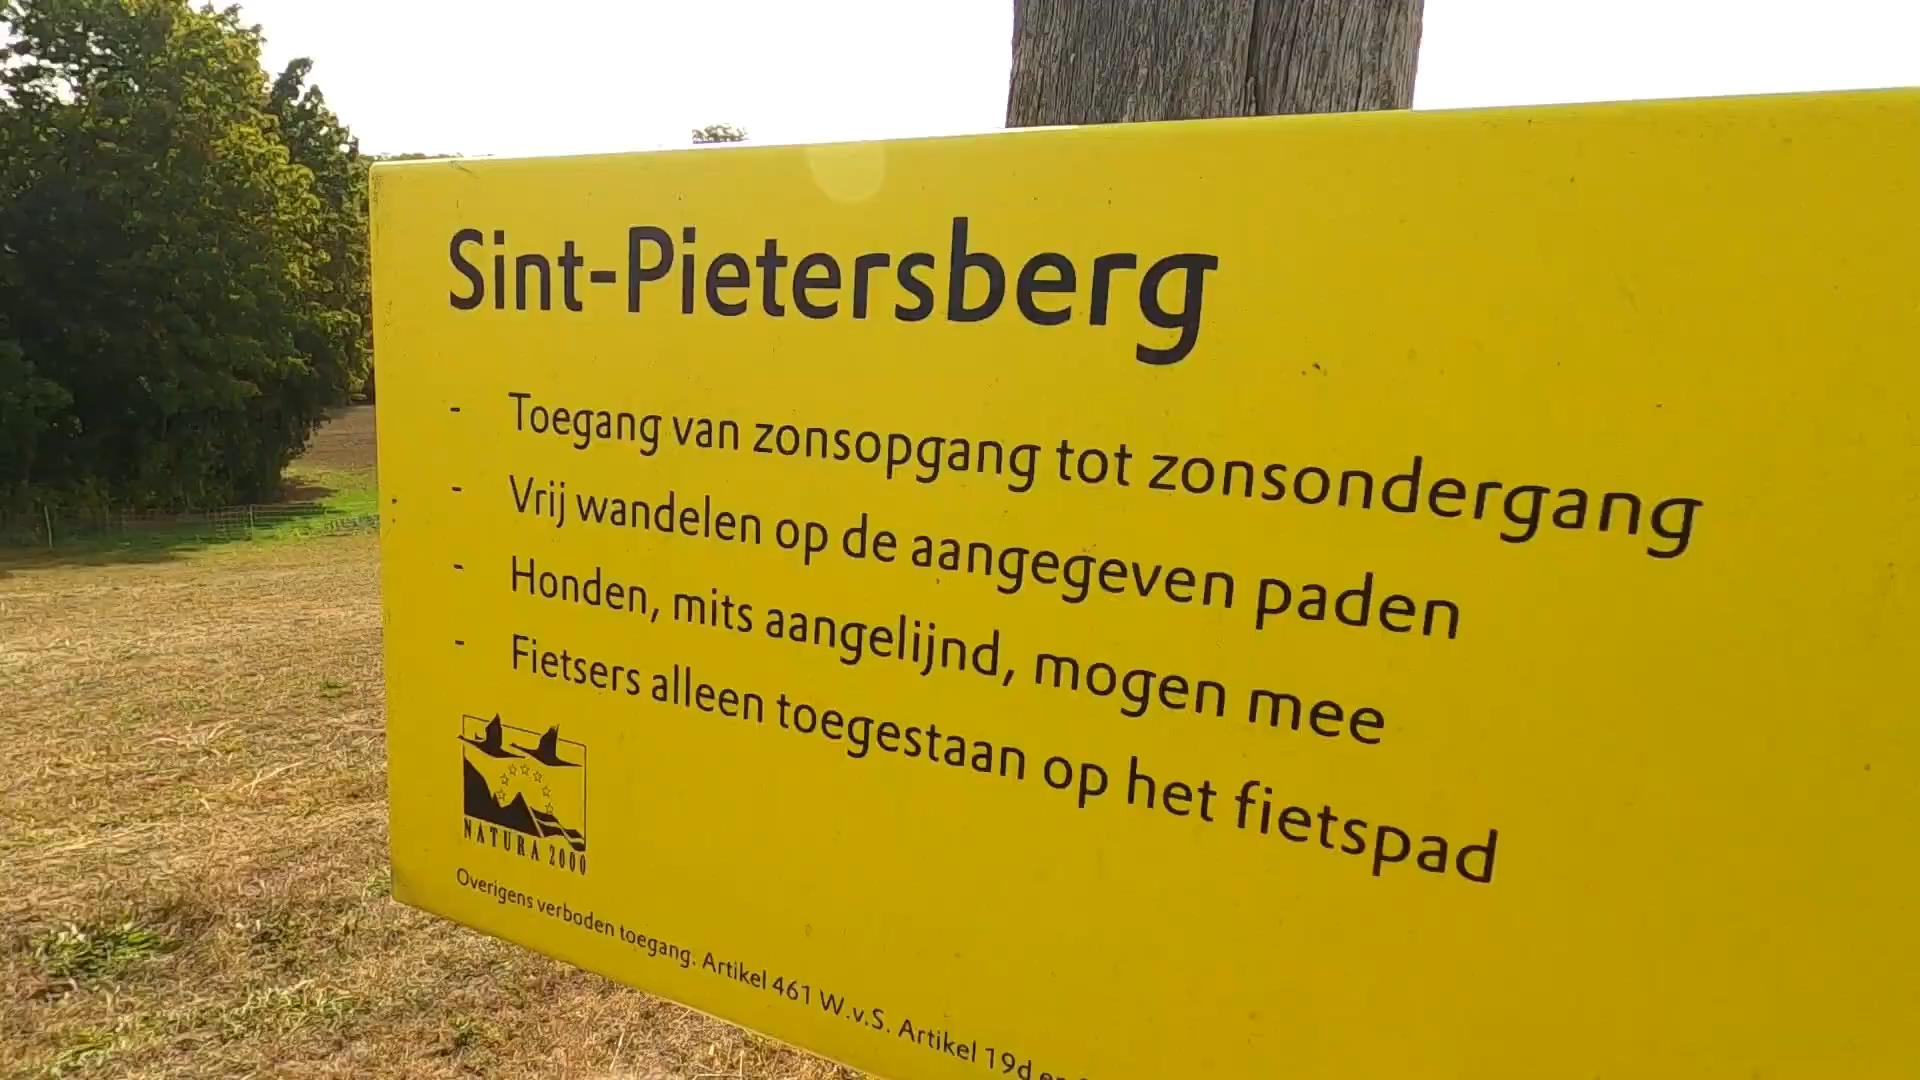 Sint-Pietersberg
- Toegang van zonsopgang tot zonsondergang
- Vrij wandelen op de aangegeven paden
- Honden, mits aangelijnd, mogen mee
- Fietsers alleen toegestaan op het fietspad
NATURA 2000
Overigens verboden toegang. Artikel 461 W.v.S. Artikel 19d